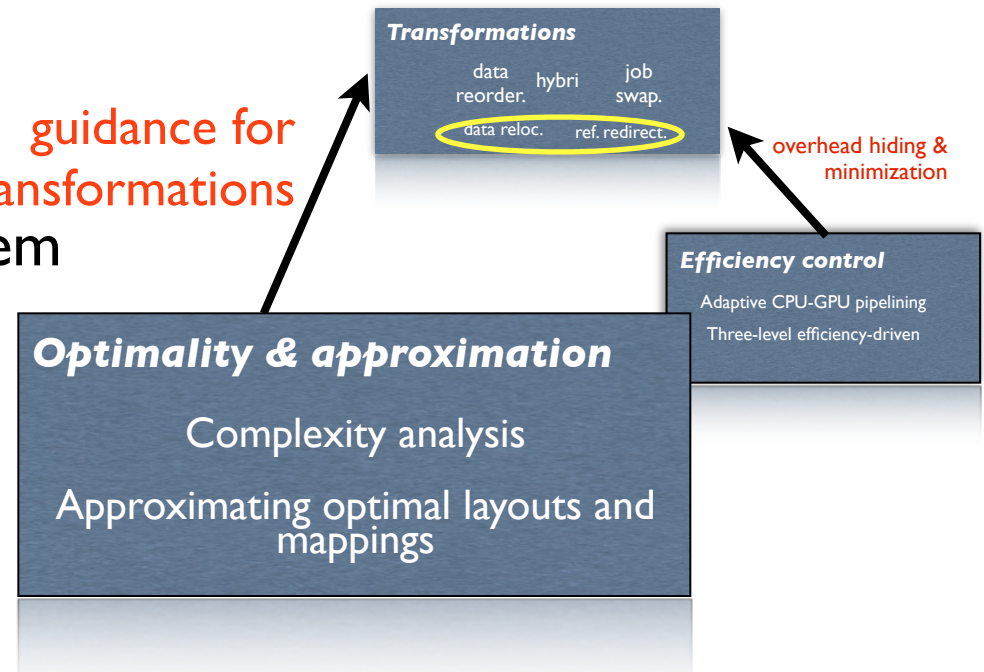 Transformations
data
reorder.
hybri
job
swap.
data reloc.
ref. redirect.
guidance for
ansformations
em
overhead hiding &
minimization
Efficiency control
Adaptive CPU-GPU pipelining
Three-level efficiency-driven
Optimality & approximation
Complexity analysis
Approximating optimal layouts and
mappings